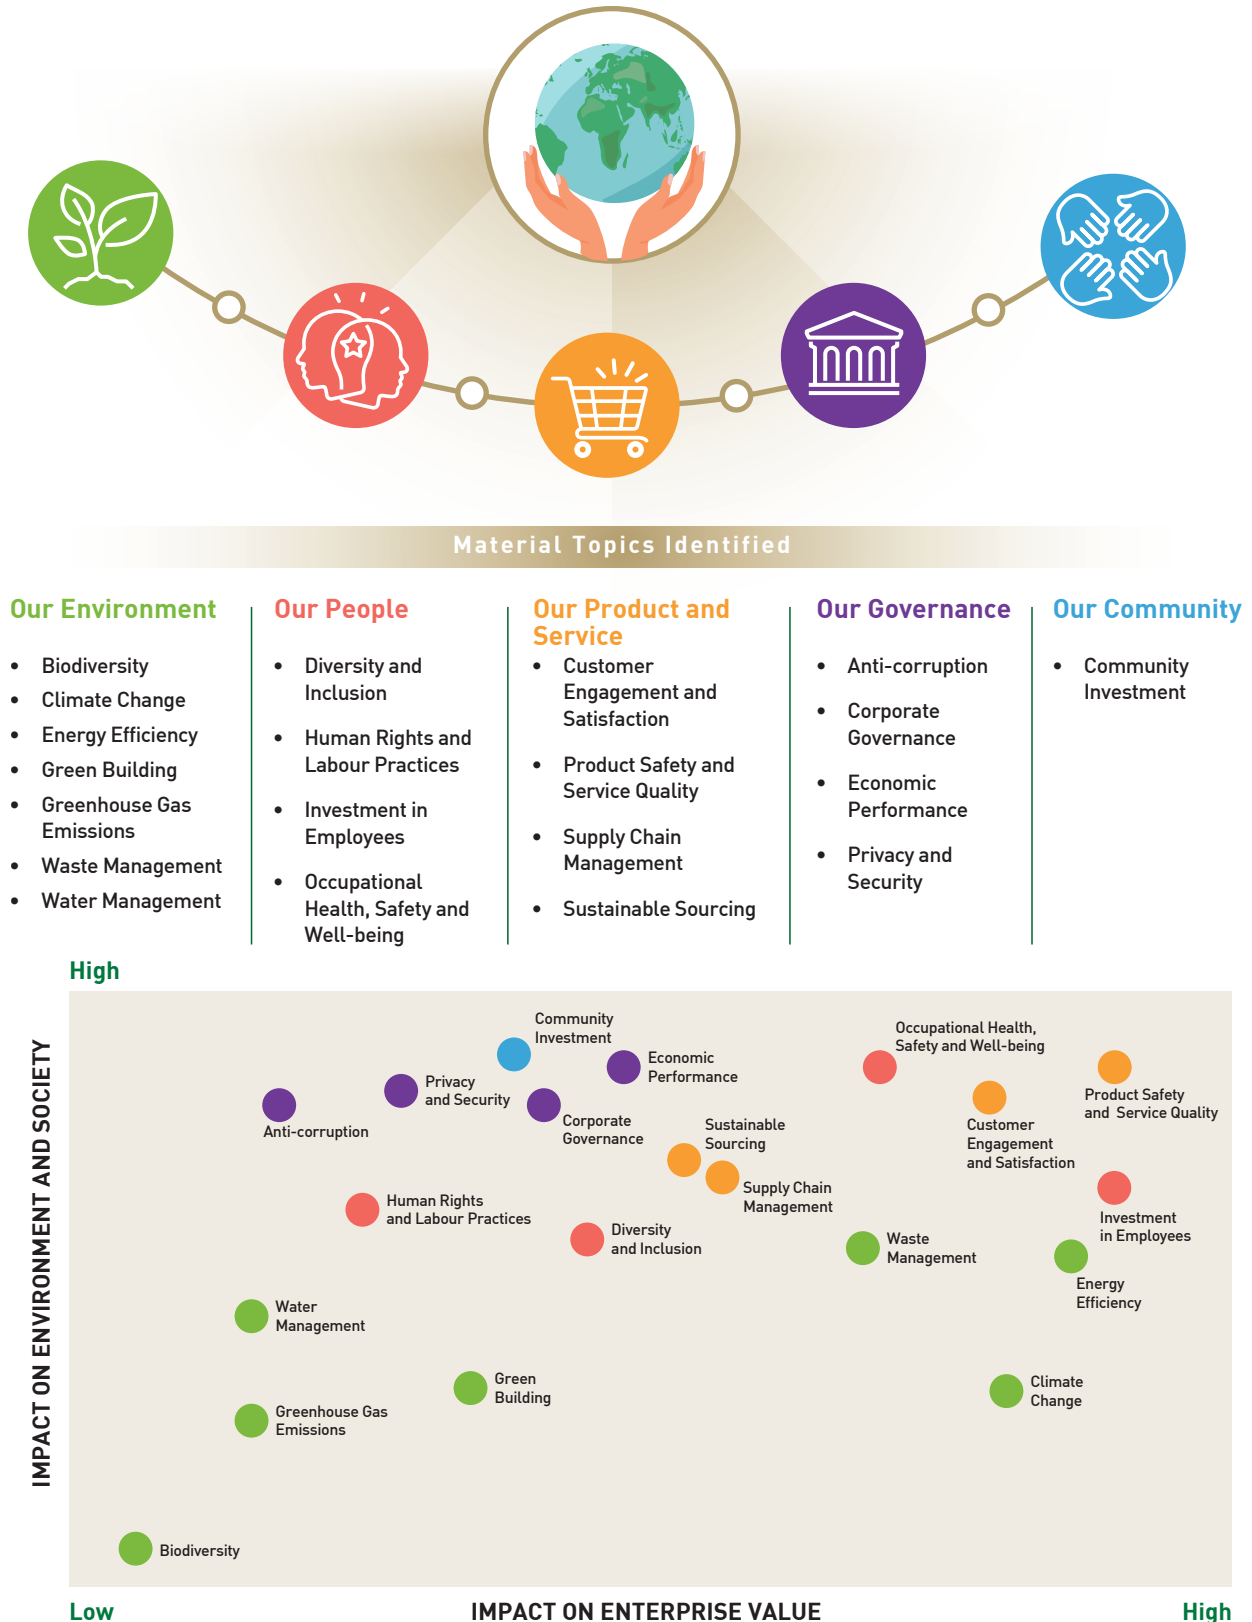 Material Topics Identified
Our Environment
• Biodiversity
• Climate Change
• Energy Efficiency
• Green Building
• Greenhouse Gas
Emissions
• Waste Management
• Water Management
Our People
• Diversity and
Inclusion
• Human Rights and
Labour Practices
• Investment in
Employees
• Occupational
Health, Safety and
Well-being
Our Product and
Service
• Customer
Engagement and
Satisfaction
• Product Safety and
Service Quality
• Supply Chain
Management
• Sustainable Sourcing
Our Governance
• Anti-corruption
• Corporate
Governance
• Economic
Performance
• Privacy and
Security
Our Community
• Community
Investment
High
IMPACT ON ENVIRONMENT AND SOCIETY
Community
Investment
Economic
Performance
Occupational Health,
Safety and Well-being
Privacy
and Security
Anti-corruption
Corporate
Governance
Sustainable
Sourcing
Customer
Engagement
and Satisfaction
Product Safety
and Service Quality
Human Rights
and Labour Practices
Supply Chain
Management
Diversity
and Inclusion
Waste
Management
Investment
in Employees
Energy
Efficiency
Water
Management
Green
Building
Climate
Change
Greenhouse Gas
Emissions
Biodiversity
Low
IMPACT ON ENTERPRISE VALUE
High